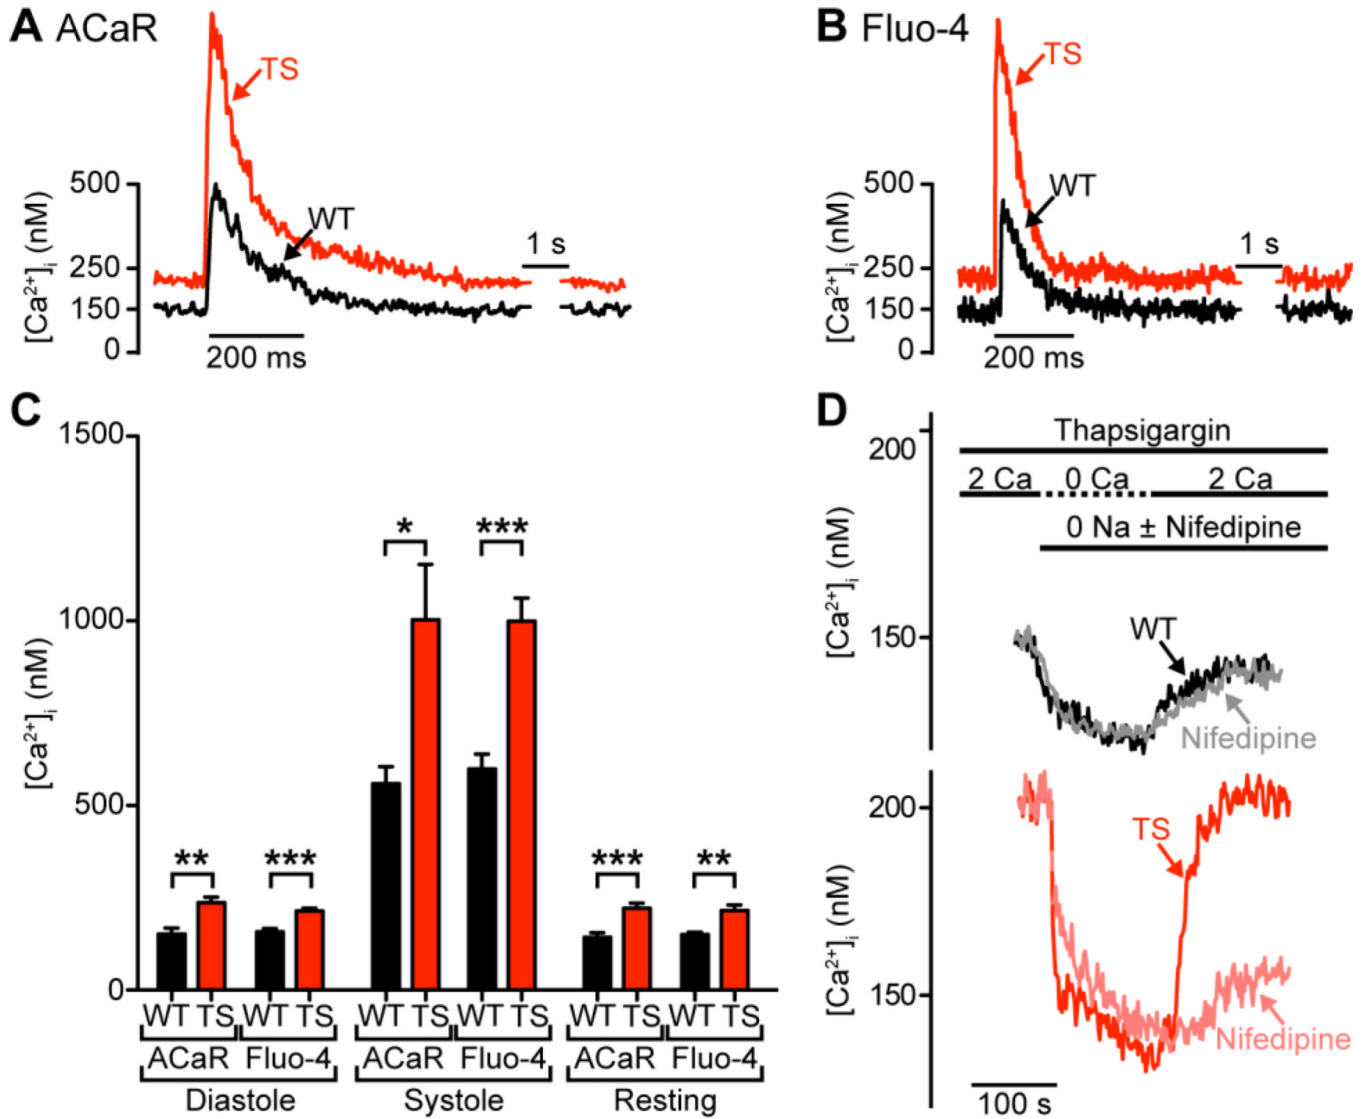 A ACaR
TS
WT
500
250
150
0
[Ca²⁺]ᵢ (nM)
1 s
200 ms
B Fluo-4
TS
WT
500
250
150
0
[Ca²⁺]ᵢ (nM)
1 s
200 ms
C
1500
1000
500
0
[Ca²⁺]ᵢ (nM)
** *** * *** *** **
WT TS WT TS WT TS WT TS WT TS WT TS
ACaR Fluo-4 ACaR Fluo-4 ACaR Fluo-4
Diastole Systole Resting
D
200
Thapsigargin
2 Ca 0 Ca 2 Ca
0 Na ± Nifedipine
[Ca²⁺]ᵢ (nM)
150
WT
Nifedipine
200
TS
[Ca²⁺]ᵢ (nM)
150
Nifedipine
100 s